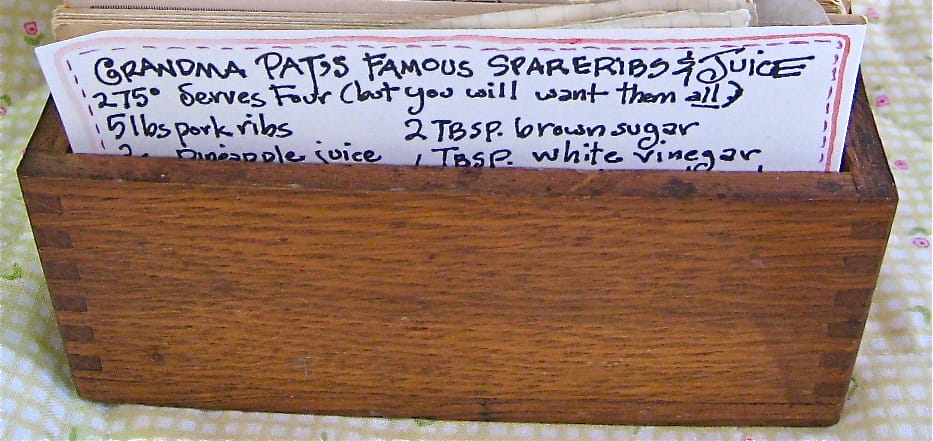 GRANDMA PAT'S FAMOUS SPARERIBS & JUICE
275° Serves Four (but you will want them all)
5 lbs pork ribs 2 TBSP. brown sugar
pineapple juice 1 TBSP. white vinegar